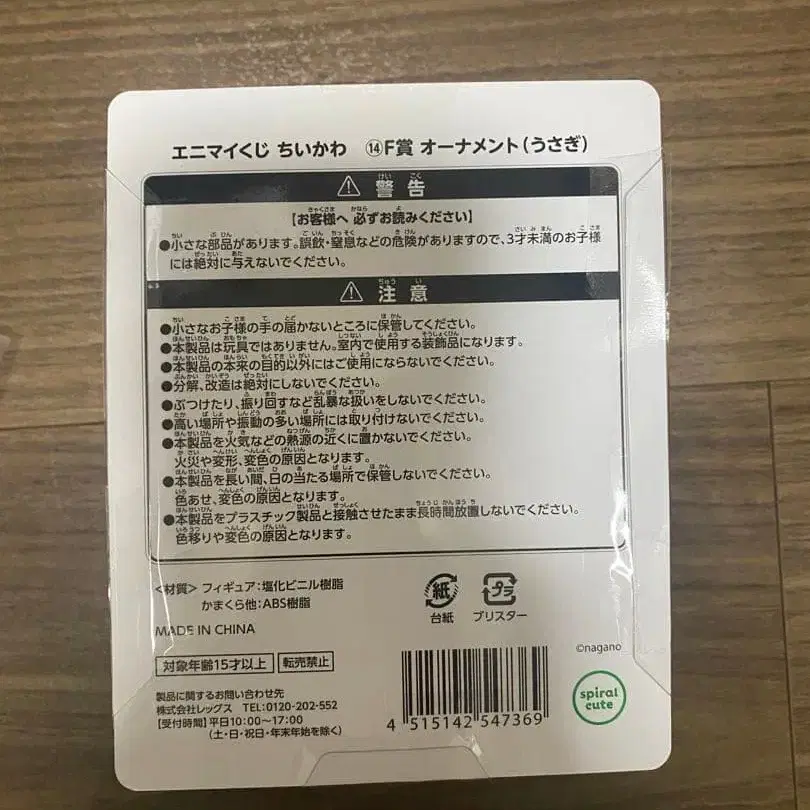 エニマイくじ ちいかわ ⑭F賞 オーナメント(うさぎ)
⚠ 警告
【お客様へ 必ずお読みください】
●小さな部品があります。誤飲・窒息などの危険がありますので、3才未満のお子様
には絶対に与えないでください。
⚠ 注意
●小さなお子様の手の届かないところに保管してください。
●本製品は玩具ではありません。室内で使用する装飾品になります。
●本製品の本来の目的以外にはご使用にならないでください。
●分解、改造は絶対にしないでください。
●ぶつけたり、振り回すなど乱暴な扱いをしないでください。
●高い場所や振動の多い場所には取り付けないでください。
●本製品を火気などの熱源の近くに置かないでください。
火災や変形、変色の原因となります。
●本製品を長い間、日の当たる場所で保管しないでください。
色あせ、変色の原因となります。
●本製品をプラスチック製品と接触させたまま長時間放置しないでください。
色移りや変色の原因となります。
<材質> フィギュア:塩化ビニル樹脂
かまくら他:ABS樹脂
MADE IN CHINA
紙 台紙
プラ ブリスター
対象年齢15才以上 転売禁止
製品に関するお問い合わせ先
株式会社レッグス TEL:0120-202-552
【受付時間】平日10:00〜17:00
(土・日・祝日・年末年始を除く)
4 515142 547369
©nagano
spiral
cute